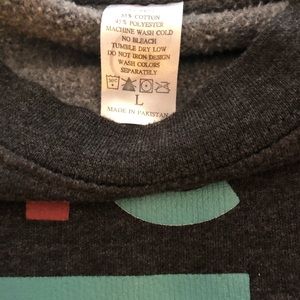 COTTON
POLYESTER
MACHINE WASH COLD
NO BLEACH
TUMBLE DRY LOW
DO NOT IRON DESIGN
WASH COLORS
SEPARATELY
L
MADE IN PAKISTAN